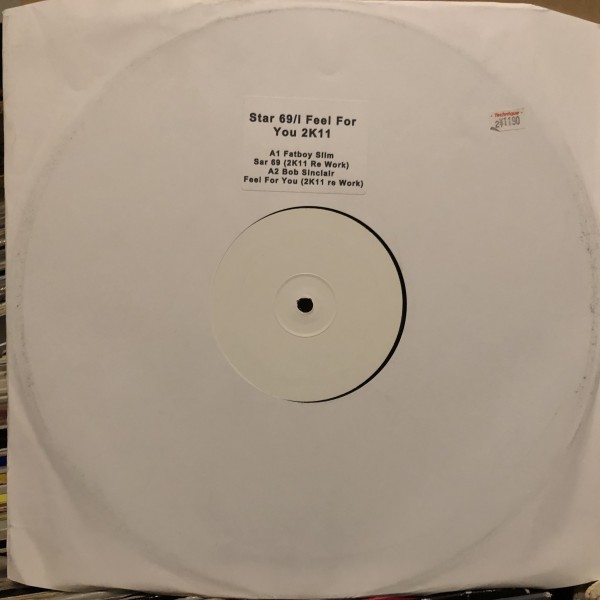 Star 69/I Feel For
You 2K11
A1 Fatboy Slim
Sar 69 (2K11 Re Work)
A2 Bob Sinclair
Feel For You (2K11 re Work)